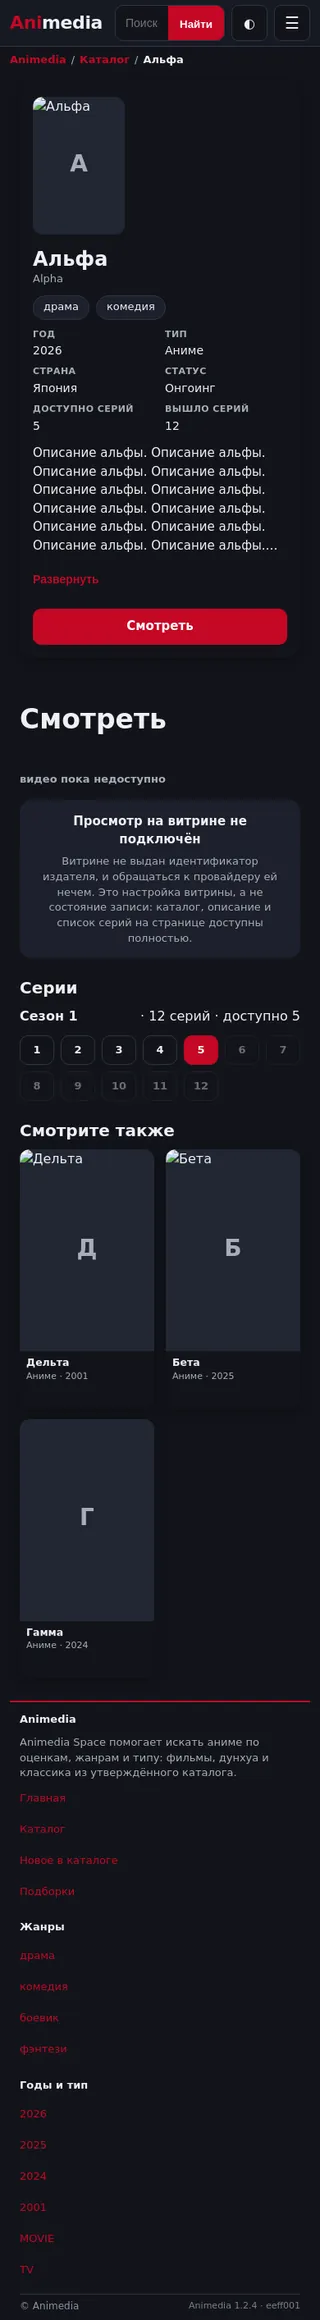 Animedia
Поиск
Найти
Animedia / Каталог / Альфа
Альфа
А
Альфа
Alpha
драма
комедия
ГОД
ТИП
2026
Аниме
СТРАНА
СТАТУС
Япония
Онгоинг
ДОСТУПНО СЕРИЙ
ВЫШЛО СЕРИЙ
5
12
Описание альфы. Описание альфы.
Описание альфы. Описание альфы.
Описание альфы. Описание альфы.
Описание альфы. Описание альфы.
Описание альфы. Описание альфы.
Описание альфы. Описание альфы....
Развернуть
Смотреть
Смотреть
видео пока недоступно
Просмотр на витрине не
подключён
Витрине не выдан идентификатор
издателя, и обращаться к провайдеру ей
нечем. Это настройка витрины, а не
состояние записи: каталог, описание и
список серий на странице доступны
полностью.
Серии
Сезон 1
· 12 серий · доступно 5
1 2 3 4 5 6 7
8 9 10 11 12
Смотрите также
Дельта
Бета
Д
Б
Дельта
Бета
Аниме · 2001
Аниме · 2025
Г
Гамма
Аниме · 2024
Animedia
Animedia Space помогает искать аниме по
оценкам, жанрам и типу: фильмы, дунхуа и
классика из утверждённого каталога.
Главная
Каталог
Новое в каталоге
Подборки
Жанры
драма
комедия
боевик
фэнтези
Годы и тип
2026
2025
2024
2001
MOVIE
TV
© Animedia
Animedia 1.2.4 · eeff001